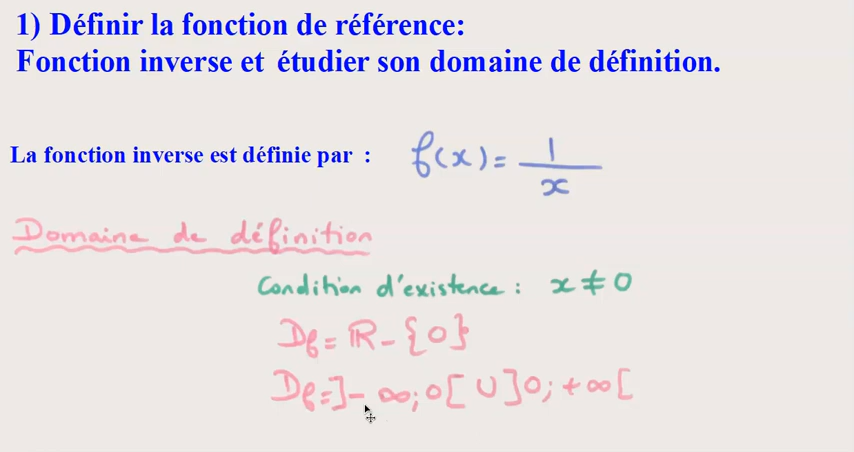 1) Définir la fonction de référence:
Fonction inverse et étudier son domaine de définition.
La fonction inverse est définie par : f(x) = 1/x
Domaine de définition
Condition d'existence : x ≠ 0
Df = ℝ - {0}
Df = ]-∞; 0[ ∪ ]0; +∞[